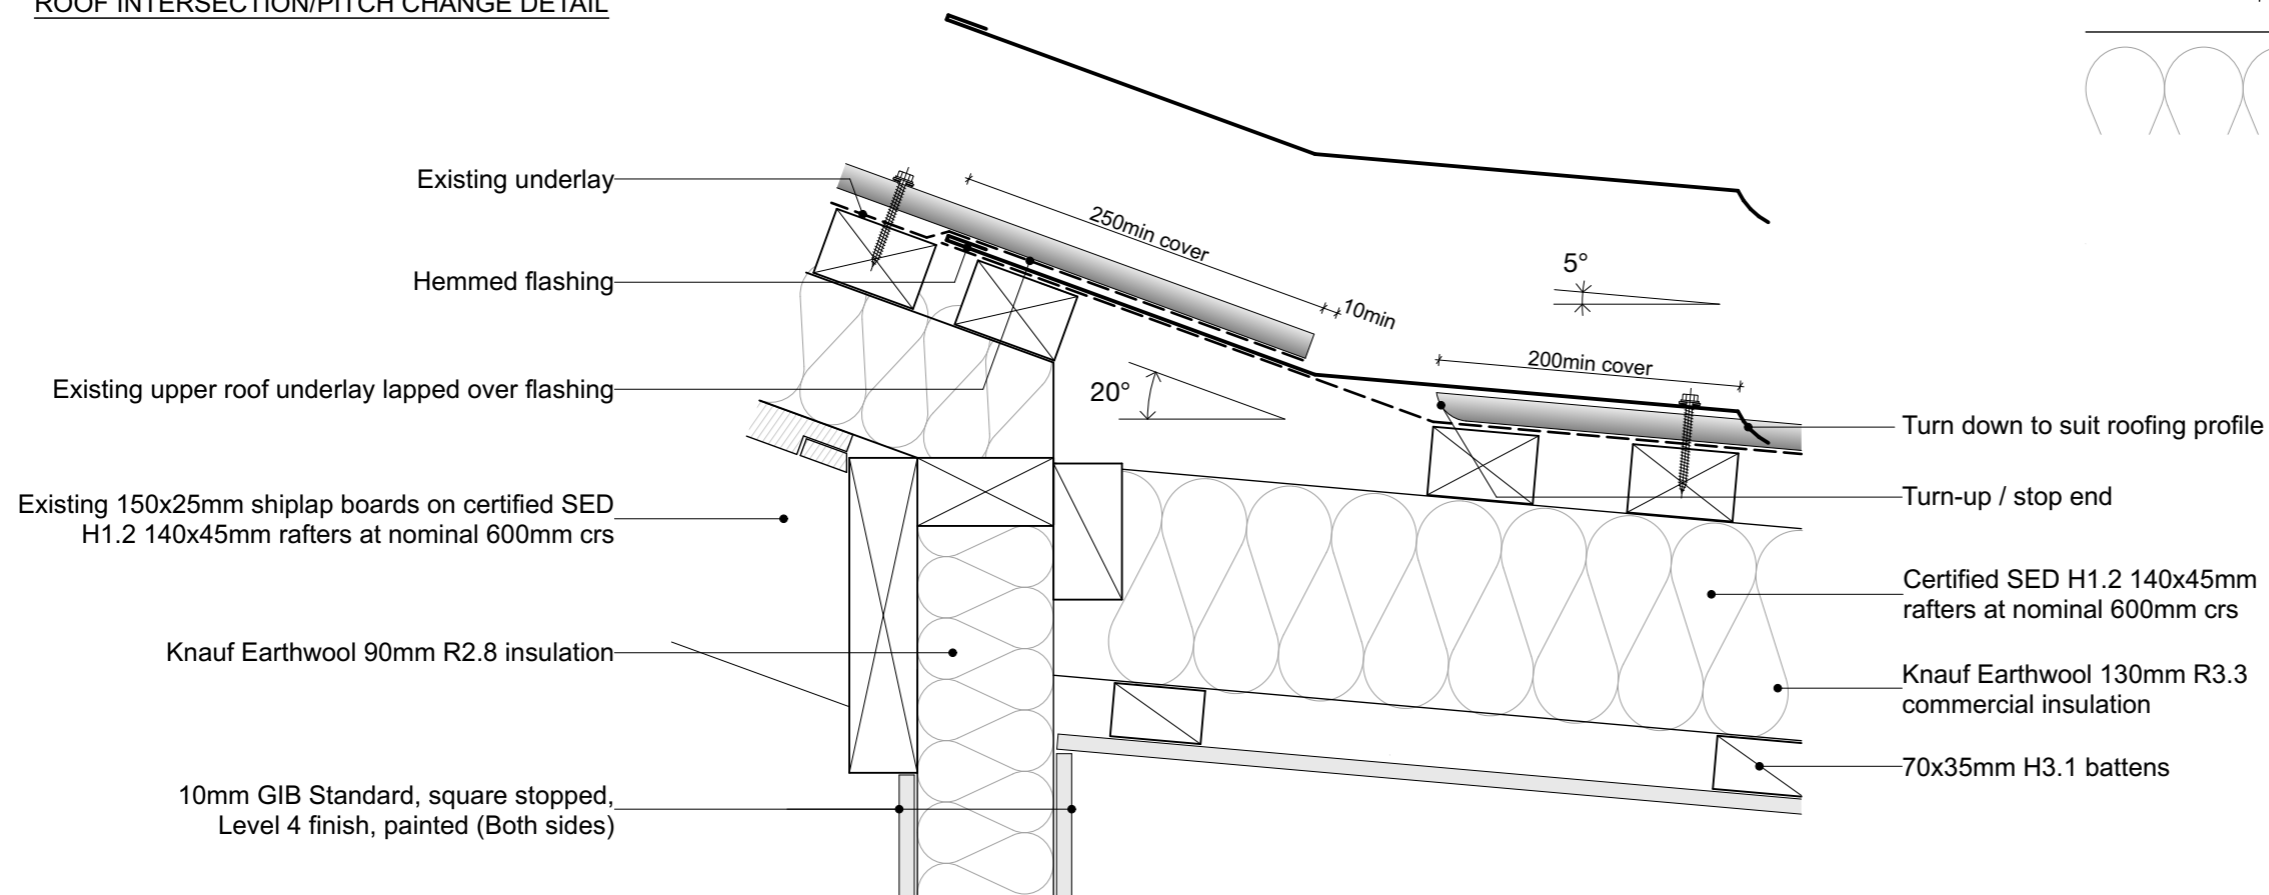 ROOF INTERSECTION/PITCH CHANGE DETAIL
Existing underlay
250min cover
Hemmed flashing
5°
10min
200min cover
Existing upper roof underlay lapped over flashing
20°
Turn down to suit roofing profile
Turn-up / stop end
Existing 150x25mm shiplap boards on certified SED
H1.2 140x45mm rafters at nominal 600mm crs
Certified SED H1.2 140x45mm
rafters at nominal 600mm crs
Knauf Earthwool 90mm R2.8 insulation
Knauf Earthwool 130mm R3.3
commercial insulation
70x35mm H3.1 battens
10mm GIB Standard, square stopped,
Level 4 finish, painted (Both sides)